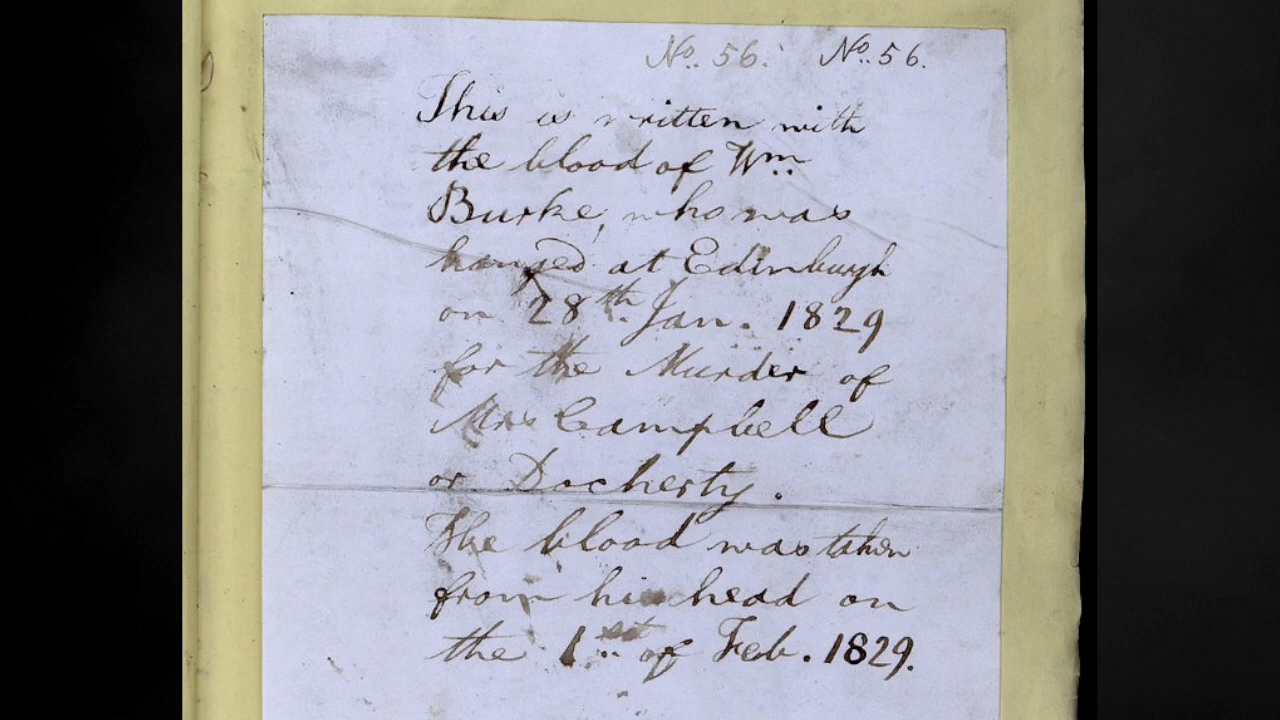 No. 56. No. 56.
This is written with
the blood of Wm.
Burke, who was
hanged at Edinburgh
on 28th. Jan. 1829
for the Murder of
Mrs Campbell
or Docherty.
The blood was taken
from his head on
the 1st of Feb. 1829.